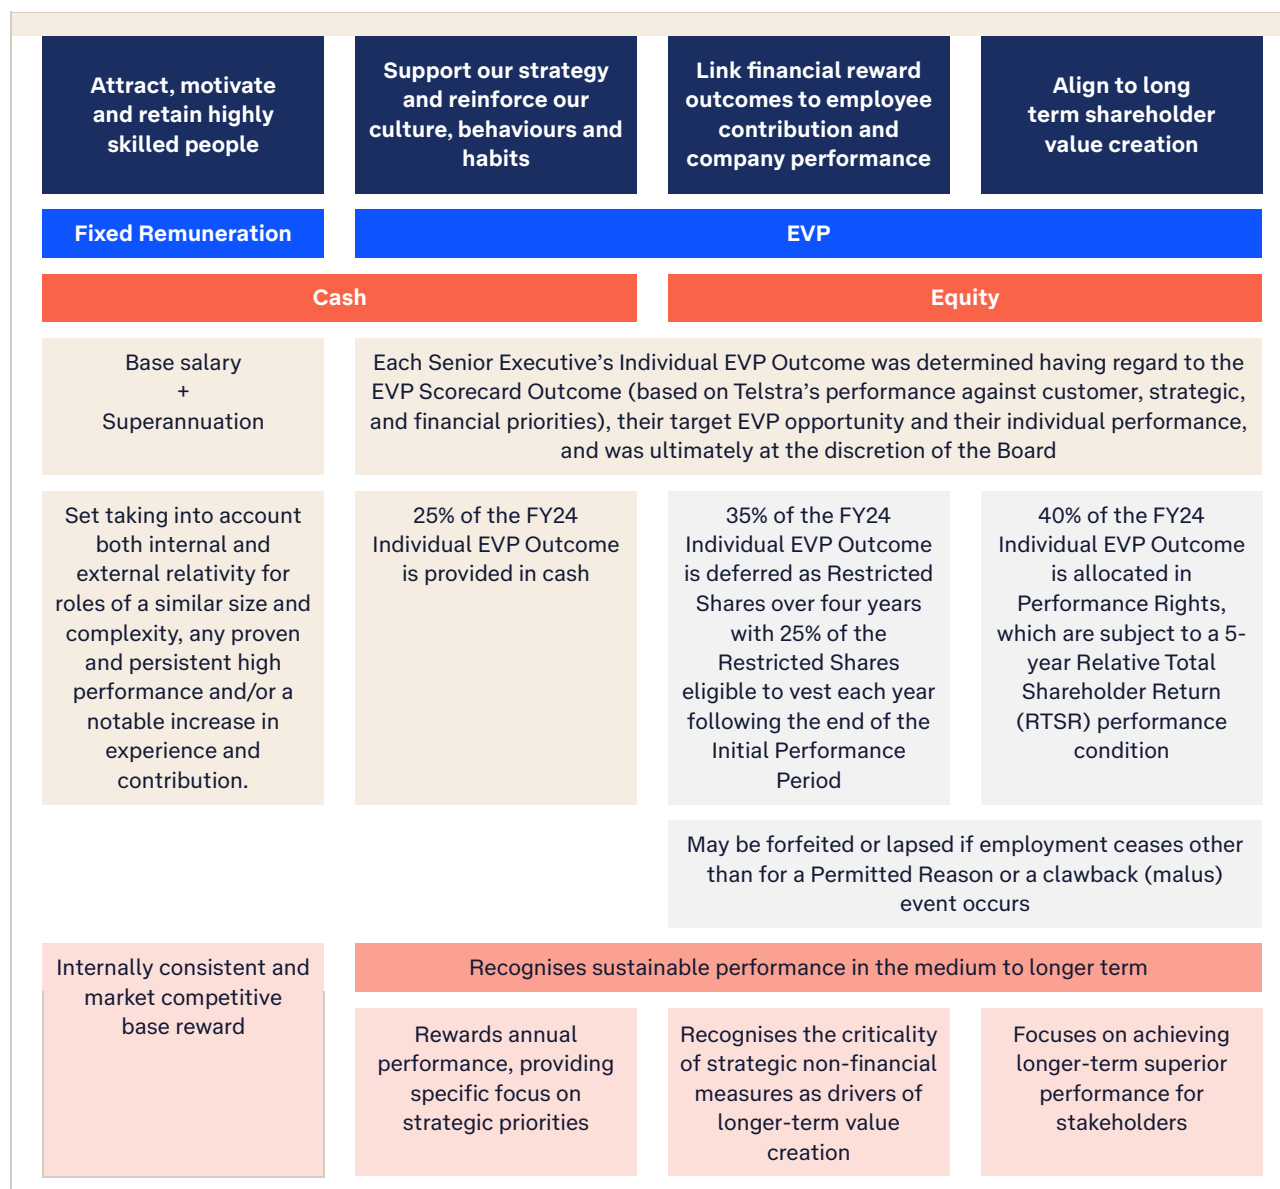 Attract, motivate
and retain highly
skilled people
Support our strategy
and reinforce our
culture, behaviours and
habits
Link financial reward
outcomes to employee
contribution and
company performance
Align to long
term shareholder
value creation
Fixed Remuneration
EVP
Cash
Equity
Base salary
+
Superannuation
Each Senior Executive’s Individual EVP Outcome was determined having regard to the
EVP Scorecard Outcome (based on Telstra’s performance against customer, strategic,
and financial priorities), their target EVP opportunity and their individual performance,
and was ultimately at the discretion of the Board
Set taking into account
both internal and
external relativity for
roles of a similar size and
complexity, any proven
and persistent high
performance and/or a
notable increase in
experience and
contribution.
25% of the FY24
Individual EVP Outcome
is provided in cash
35% of the FY24
Individual EVP Outcome
is deferred as Restricted
Shares over four years
with 25% of the
Restricted Shares
eligible to vest each year
following the end of the
Initial Performance
Period
40% of the FY24
Individual EVP Outcome
is allocated in
Performance Rights,
which are subject to a 5-
year Relative Total
Shareholder Return
(RTSR) performance
condition
May be forfeited or lapsed if employment ceases other
than for a Permitted Reason or a clawback (malus)
event occurs
Internally consistent and
market competitive
base reward
Recognises sustainable performance in the medium to longer term
Rewards annual
performance, providing
specific focus on
strategic priorities
Recognises the criticality
of strategic non-financial
measures as drivers of
longer-term value
creation
Focuses on achieving
longer-term superior
performance for
stakeholders